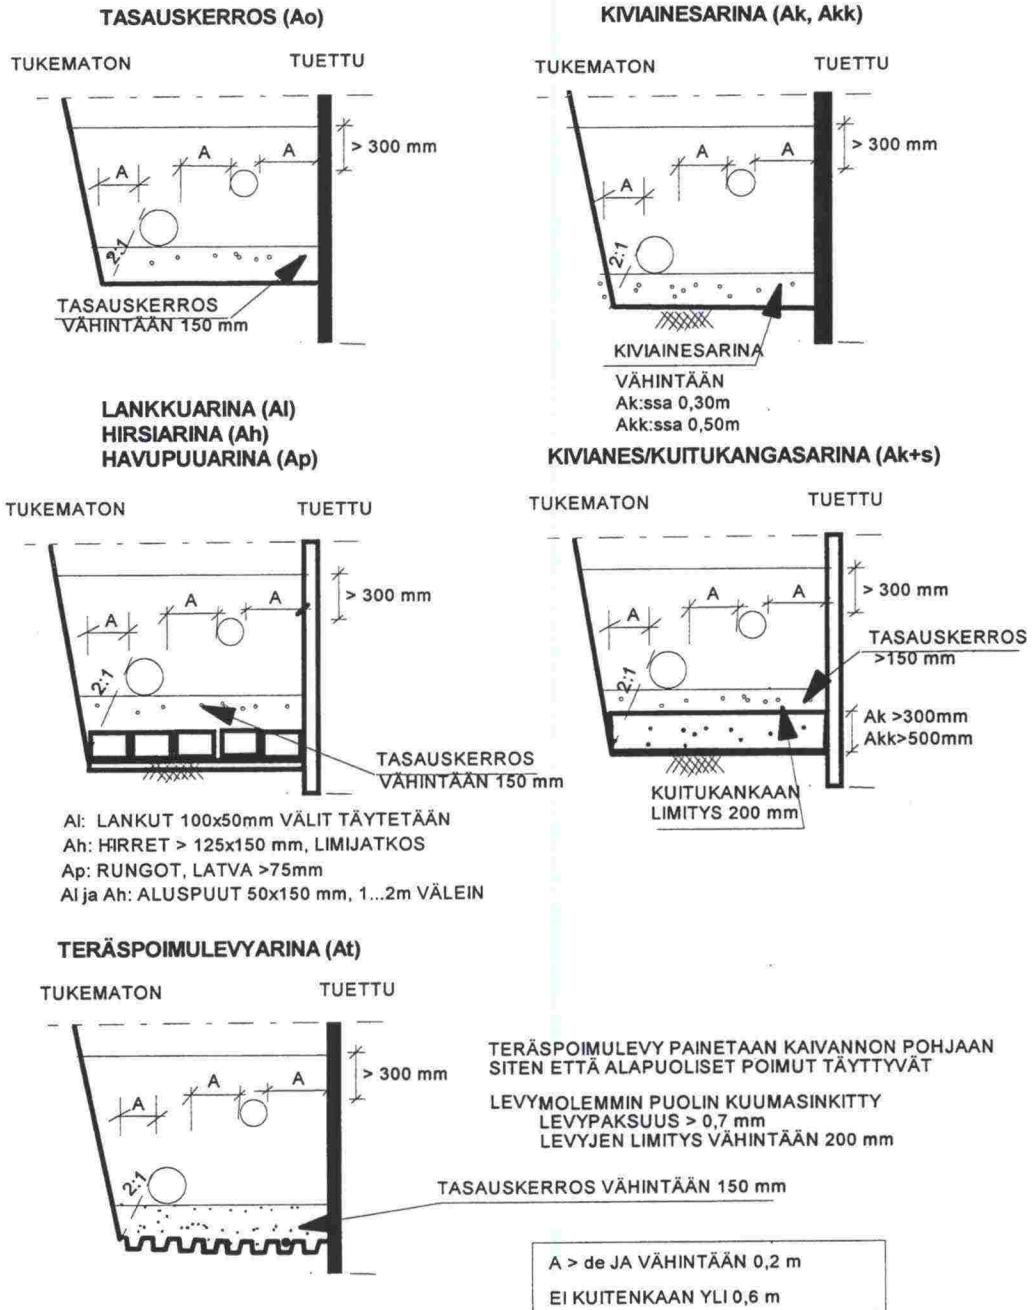 TASAUSKERROS (Ao)
TUKEMATON
TUETTU
> 300 mm
A
A
A
2:1
TASAUSKERROS
VÄHINTÄÄN 150 mm
KIVIAINESARINA (Ak, Akk)
TUKEMATON
TUETTU
> 300 mm
A
A
A
2:1
KIVIAINESARINA
VÄHINTÄÄN
Ak:ssa 0,30m
Akk:ssa 0,50m
LANKKUARINA (Al)
HIRSIARINA (Ah)
HAVUPUUARINA (Ap)
TUKEMATON
TUETTU
> 300 mm
A
A
A
2:1
TASAUSKERROS
VÄHINTÄÄN 150 mm
Al: LANKUT 100x50mm VÄLIT TÄYTETÄÄN
Ah: HIRRET > 125x150 mm, LIMIJATKOS
Ap: RUNGOT, LATVA >75mm
Al ja Ah: ALUSPUUT 50x150 mm, 1...2m VÄLEIN
KIVIANES/KUITUKANGASARINA (Ak+s)
TUKEMATON
TUETTU
> 300 mm
A
A
A
2:1
TASAUSKERROS
>150 mm
Ak >300mm
Akk>500mm
KUITUKANKAAN
LIMITYS 200 mm
TERÄSPOIMULEVYARINA (At)
TUKEMATON
TUETTU
> 300 mm
A
A
A
2:1
TERÄSPOIMULEVY PAINETAAN KAIVANNON POHJAAN
SITEN ETTÄ ALAPUOLISET POIMUT TÄYTTYVÄT
LEVYMOLEMMIN PUOLIN KUUMASINKITTY
LEVYPAKSUUS > 0,7 mm
LEVYJEN LIMITYS VÄHINTÄÄN 200 mm
TASAUSKERROS VÄHINTÄÄN 150 mm
A > de JA VÄHINTÄÄN 0,2 m
EI KUITENKAAN YLI 0,6 m